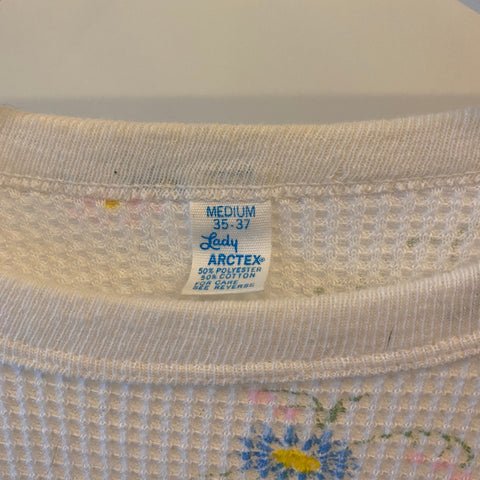 MEDIUM
35-37
Lady
ARCTEX®
50% POLYESTER
50% COTTON
FOR CARE
SEE REVERSE